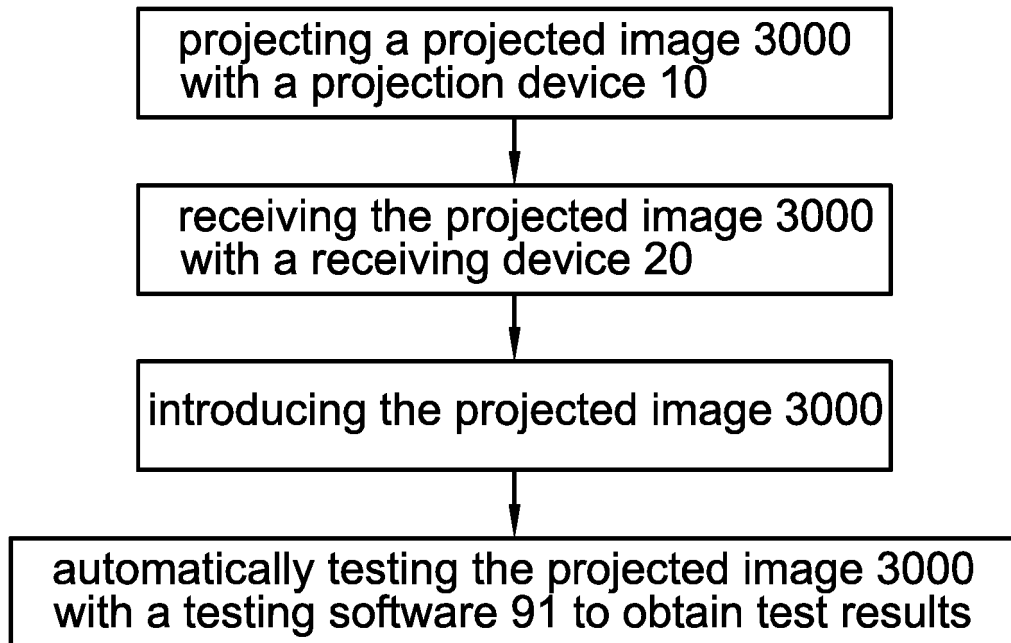 projecting a projected image 3000
with a projection device 10
receiving the projected image 3000
with a receiving device 20
introducing the projected image 3000
automatically testing the projected image 3000
with a testing software 91 to obtain test results